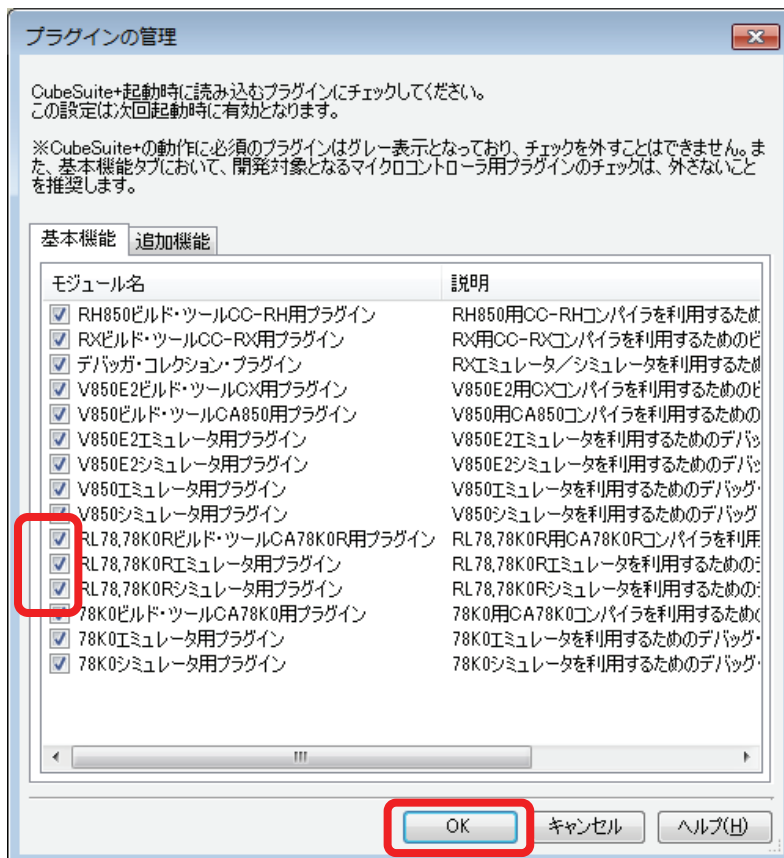 プラグインの管理
CubeSuite+起動時に読み込むプラグインにチェックしてください。
この設定は次回起動時に有効となります。
※CubeSuite+の動作に必須のプラグインはグレー表示となっており、チェックを外すことはできません。ま
た、基本機能タブにおいて、開発対象となるマイクロコントローラ用プラグインのチェックは、外さないこと
を推奨します。
基本機能 追加機能
モジュール名 説明
RH850ビルド・ツールCC-RH用プラグイン RH850用CC-RHコンパイラを利用するため
RXビルド・ツールCC-RX用プラグイン RX用CC-RXコンパイラを利用するためのビ
デバッガ・コレクション・プラグイン RXエミュレータ/シミュレータを利用するため
V850E2ビルド・ツールCX用プラグイン V850E2用CXコンパイラを利用するためのビ
V850ビルド・ツールCA850用プラグイン V850用CA850コンパイラを利用するための
V850E2エミュレータ用プラグイン V850E2エミュレータを利用するためのデバッ
V850E2シミュレータ用プラグイン V850E2シミュレータを利用するためのデバッ
V850エミュレータ用プラグイン V850エミュレータを利用するためのデバッグ・
V850シミュレータ用プラグイン V850シミュレータを利用するためのデバッグ
RL78,78K0Rビルド・ツールCA78K0R用プラグイン RL78,78K0R用CA78K0Rコンパイラを利用
RL78,78K0Rエミュレータ用プラグイン RL78,78K0Rエミュレータを利用するためのデ
RL78,78K0Rシミュレータ用プラグイン RL78,78K0Rシミュレータを利用するためのデ
78K0ビルド・ツールCA78K0用プラグイン 78K0用CA78K0コンパイラを利用するための
78K0エミュレータ用プラグイン 78K0エミュレータを利用するためのデバッグ・
78K0シミュレータ用プラグイン 78K0シミュレータを利用するためのデバッグ・
OK キャンセル ヘルプ(H)